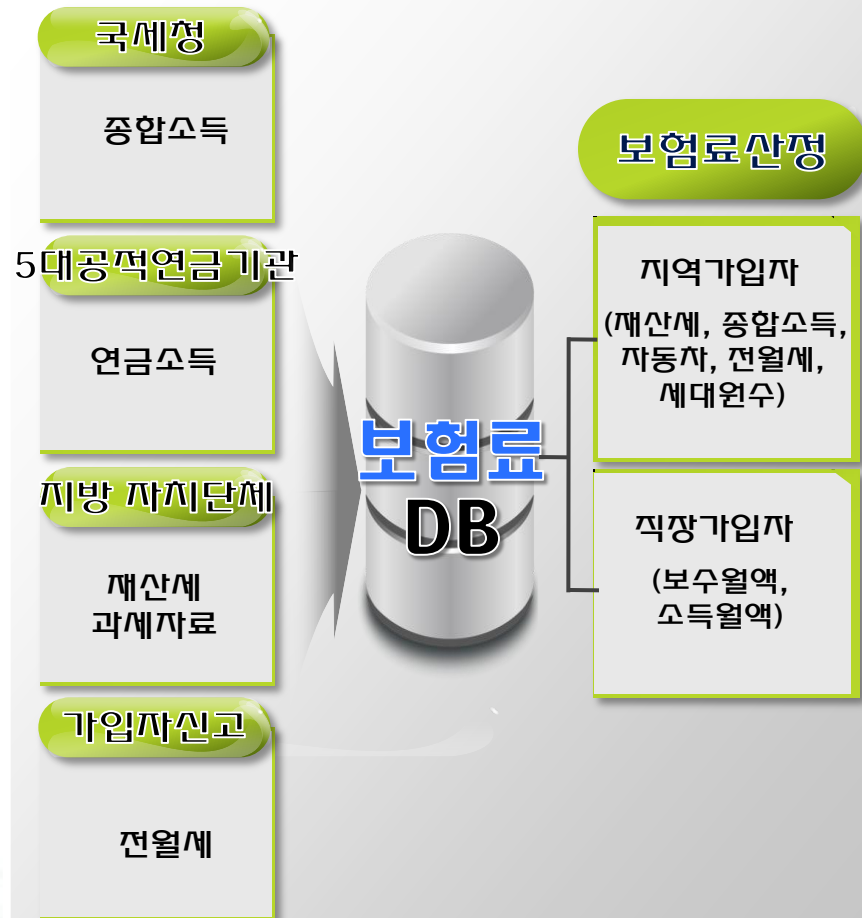 국세청
종합소득
5대공적연금기관
연금소득
지방 자치단체
재산세
과세자료
가입자신고
전월세
보험료
DB
보험료산정
지역가입자
(재산세, 종합소득,
자동차, 전월세,
세대원수)
직장가입자
(보수월액,
소득월액)